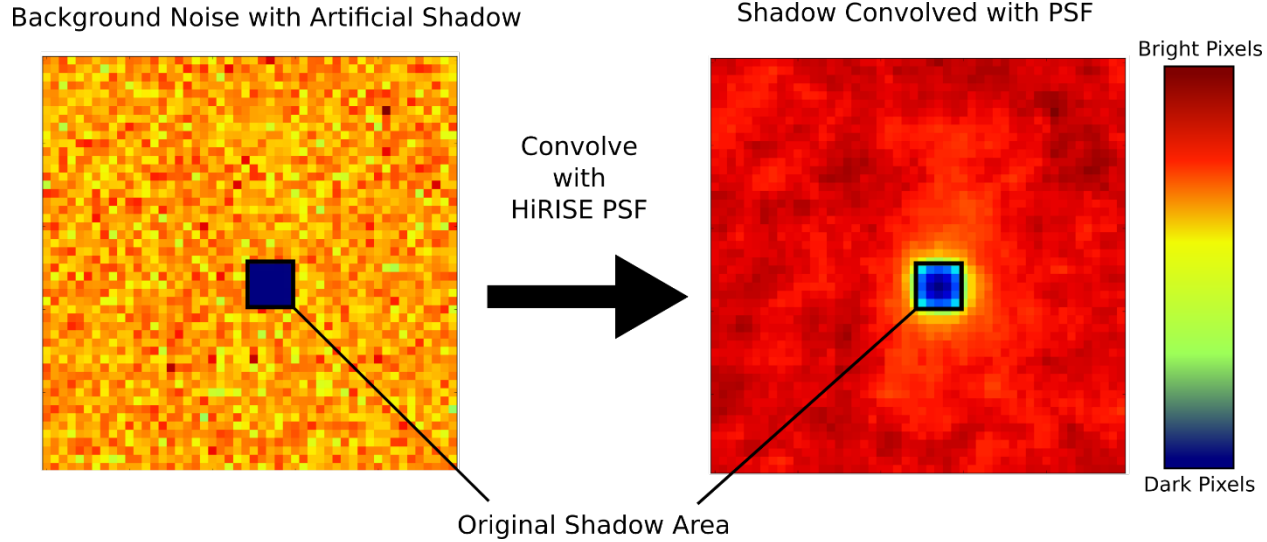 Background Noise with Artificial Shadow
Shadow Convolved with PSF
Bright Pixels
Convolve
with
HiRISE PSF
Dark Pixels
Original Shadow Area